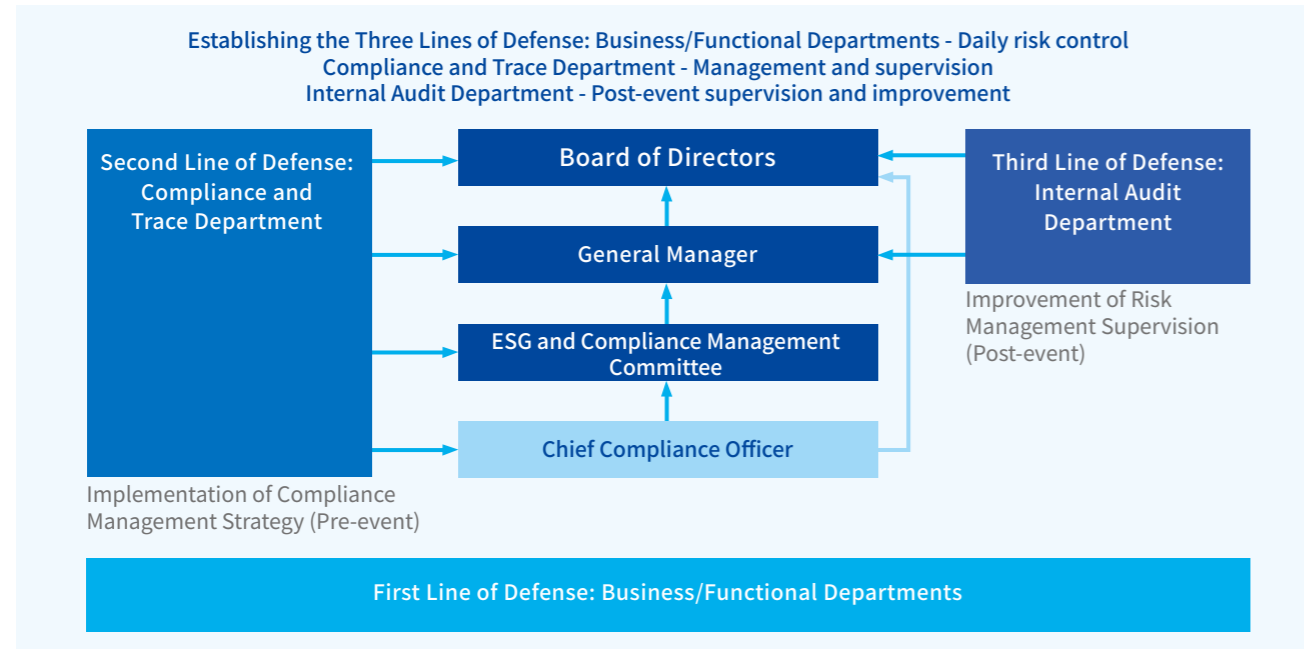 Establishing the Three Lines of Defense: Business/Functional Departments - Daily risk control
Compliance and Trace Department - Management and supervision
Internal Audit Department - Post-event supervision and improvement
Second Line of Defense:
Compliance and
Trace Department
Implementation of Compliance
Management Strategy (Pre-event)
Board of Directors
General Manager
ESG and Compliance Management
Committee
Chief Compliance Officer
Third Line of Defense:
Internal Audit
Department
Improvement of Risk
Management Supervision
(Post-event)
First Line of Defense: Business/Functional Departments